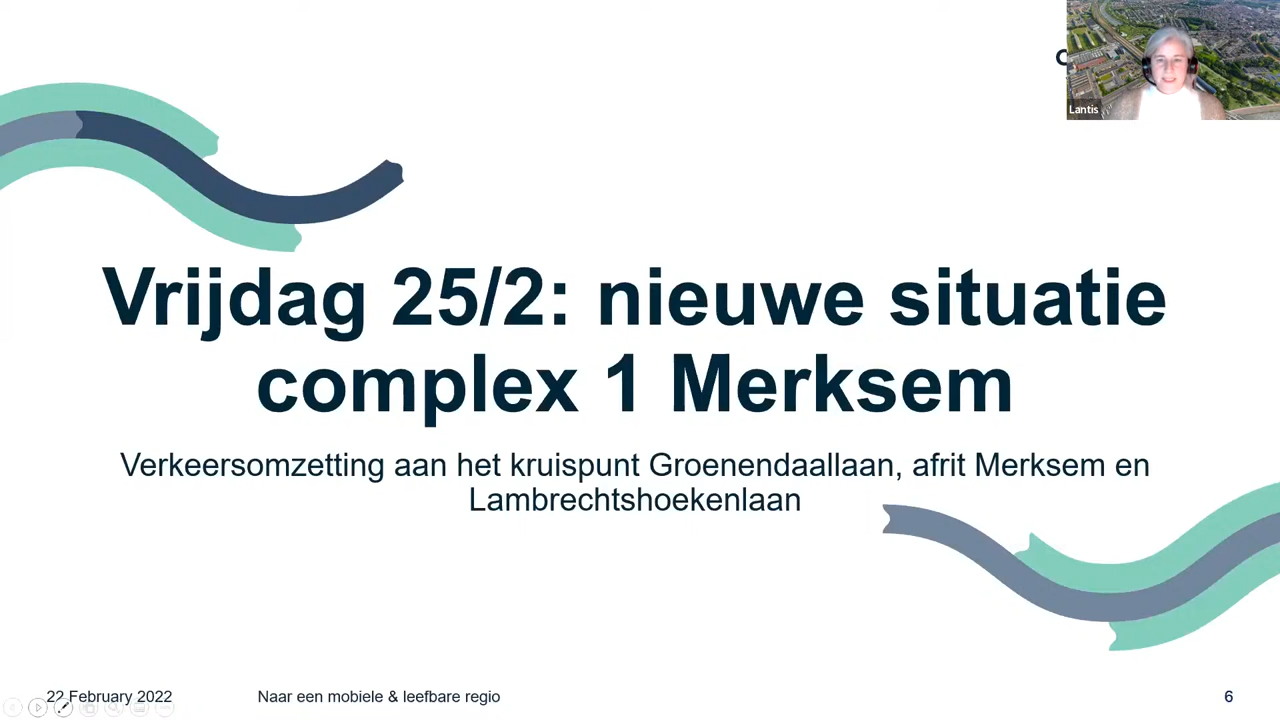 Lantis
Vrijdag 25/2: nieuwe situatie
complex 1 Merksem
Verkeersomzetting aan het kruispunt Groenendaallaan, afrit Merksem en
Lambrechtshoekenlaan
22 February 2022
Naar een mobiele & leefbare regio
6